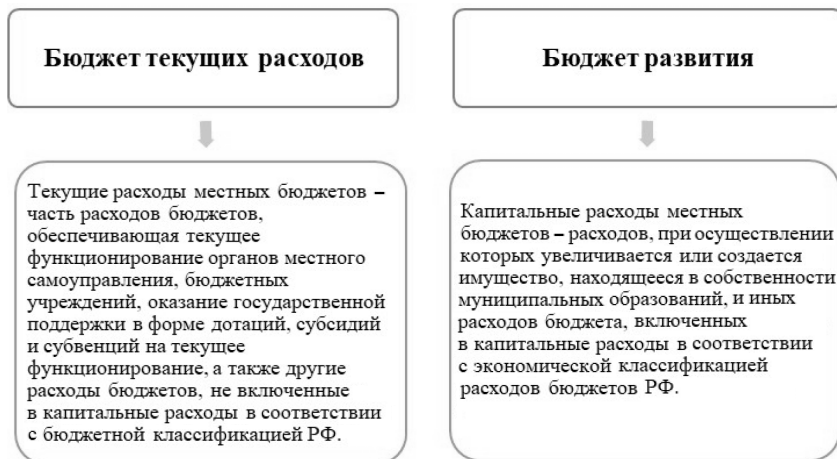 Бюджет текущих расходов
Текущие расходы местных бюджетов –
часть расходов бюджетов,
обеспечивающая текущее
функционирование органов местного
самоуправления, бюджетных
учреждений, оказание государственной
поддержки в форме дотаций, субсидий
и субвенций на текущее
функционирование, а также другие
расходы бюджетов, не включенные
в капитальные расходы в соответствии
с бюджетной классификацией РФ.
Бюджет развития
Капитальные расходы местных
бюджетов – расходов, при осуществлении
которых увеличивается или создается
имущество, находящееся в собственности
муниципальных образований, и иных
расходов бюджета, включенных
в капитальные расходы в соответствии
с экономической классификацией
расходов бюджетов РФ.